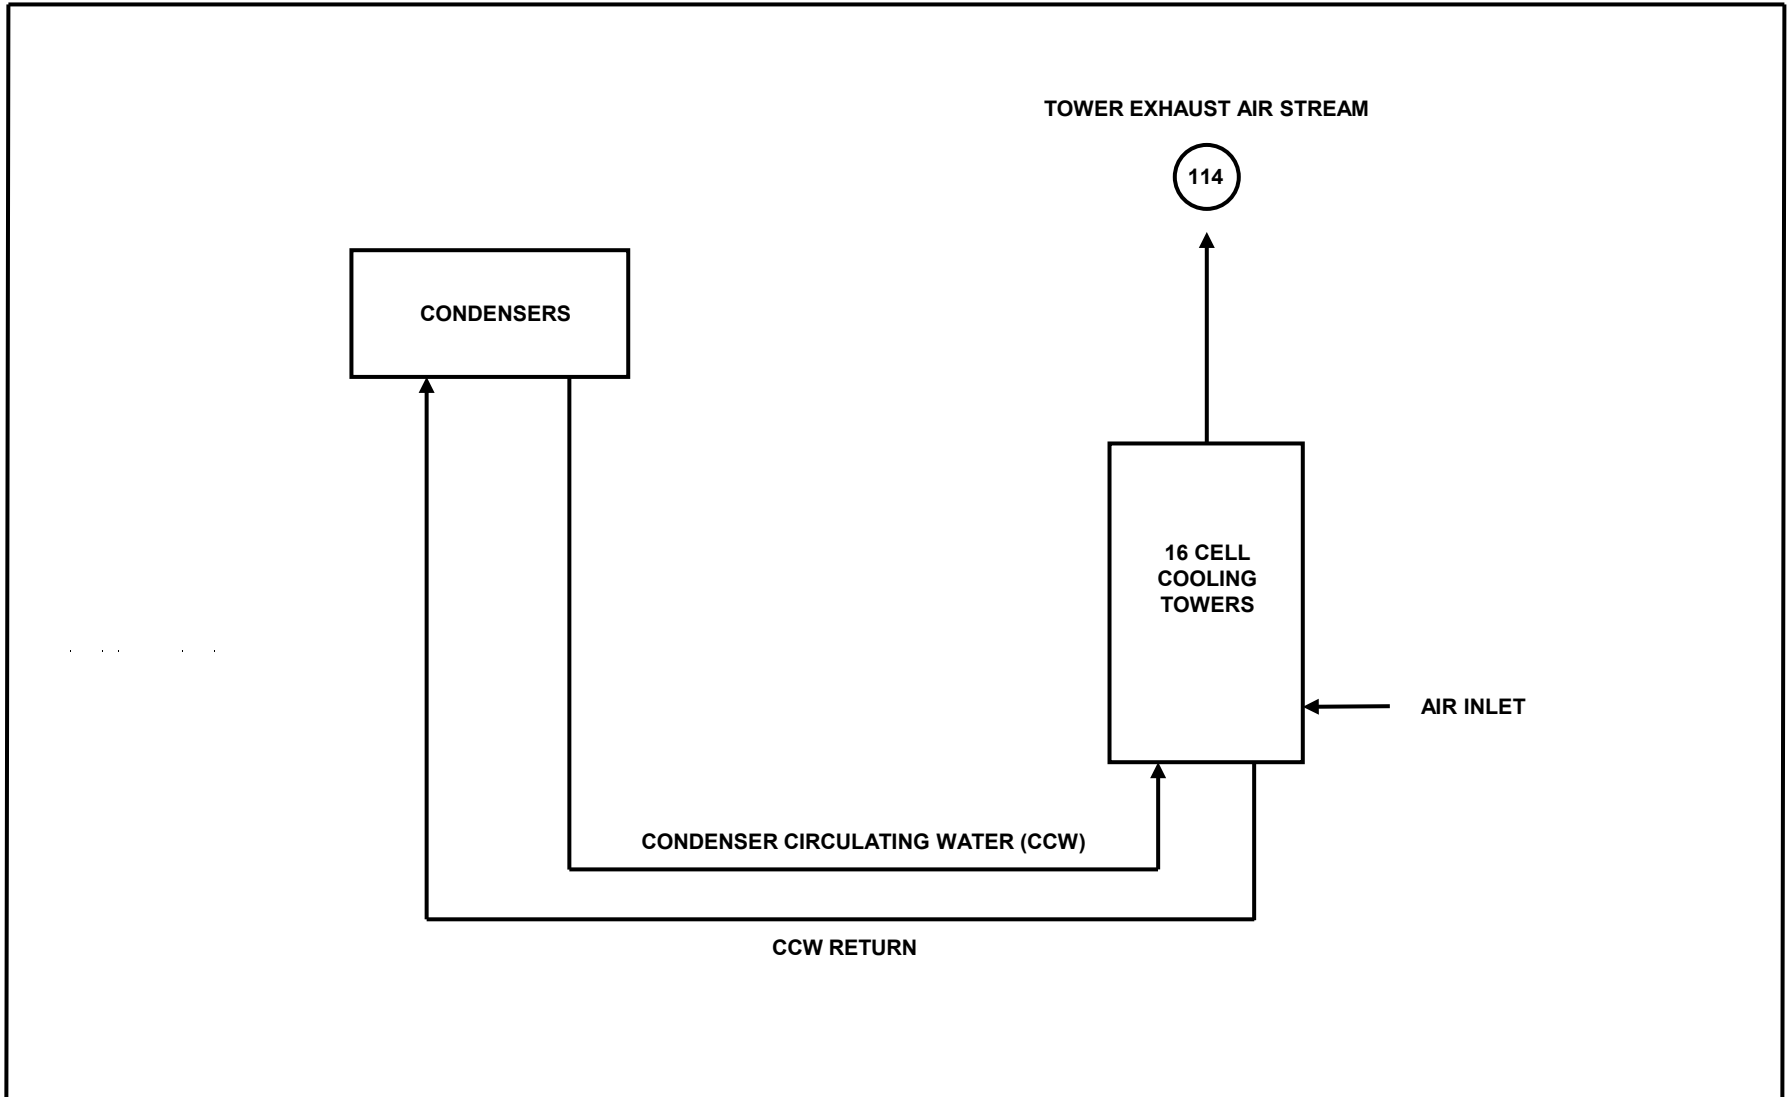 TOWER EXHAUST AIR STREAM
114
CONDENSERS
16 CELL
COOLING
TOWERS
AIR INLET
CONDENSER CIRCULATING WATER (CCW)
CCW RETURN